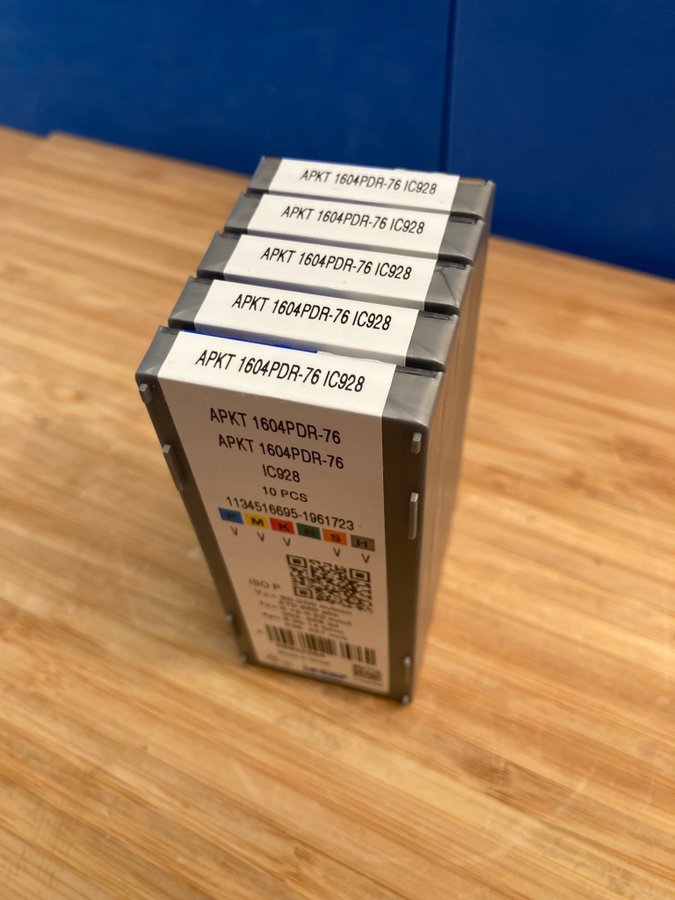 APKT 1604PDR-76 IC928
APKT 1604PDR-76 IC928
APKT 1604PDR-76 IC928
APKT 1604PDR-76 IC928
APKT 1604PDR-76 IC928
APKT 1604PDR-76
APKT 1604PDR-76
IC928
10 PCS
1134516695-1961723
P M K N S H
V V V V V
ISO P